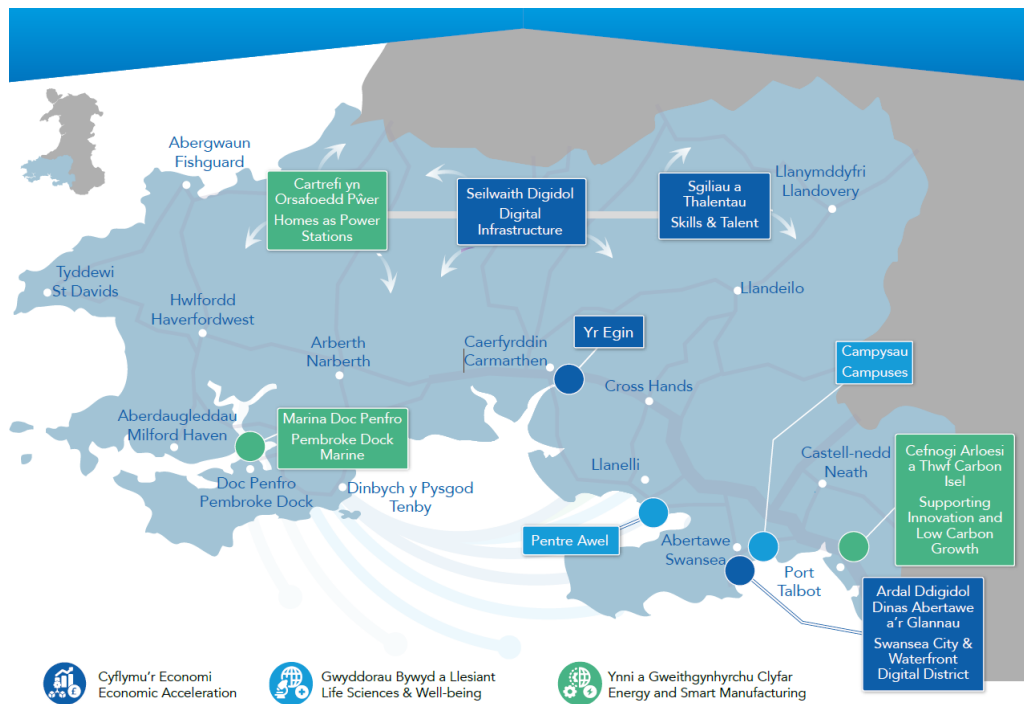 Abergwaun
Fishguard
Cartrefi yn
Orsafoedd Pŵer
Homes as Power
Stations
Seilwaith Digidol
Digital
Infrastructure
Sgiliau a
Thalentau
Skills & Talent
Llanymddyfri
Llandovery
Tyddewi
St Davids
Hwlfordd
Haverfordwest
Llandeilo
Arberth
Narberth
Caerfyrddin
Carmarthen
Yr Egin
Cross Hands
Campysau
Campuses
Aberdaugleddau
Milford Haven
Marina Doc Penfro
Pembroke Dock
Marine
Doc Penfro
Pembroke Dock
Dinbych y Pysgod
Tenby
Llanelli
Castell-nedd
Neath
Cefnogi Arloesi
a Thwf Carbon
Isel
Supporting
Innovation and
Low Carbon
Growth
Pentre Awel
Abertawe
Swansea
Port
Talbot
Ardal Ddigidol
Dinas Abertawe
a'r Glannau
Swansea City &
Waterfront
Digital District
Cyflymu'r Economi
Economic Acceleration
Gwyddorau Bywyd a Llesiant
Life Sciences & Well-being
Ynni a Gweithgynhyrchu Clyfar
Energy and Smart Manufacturing